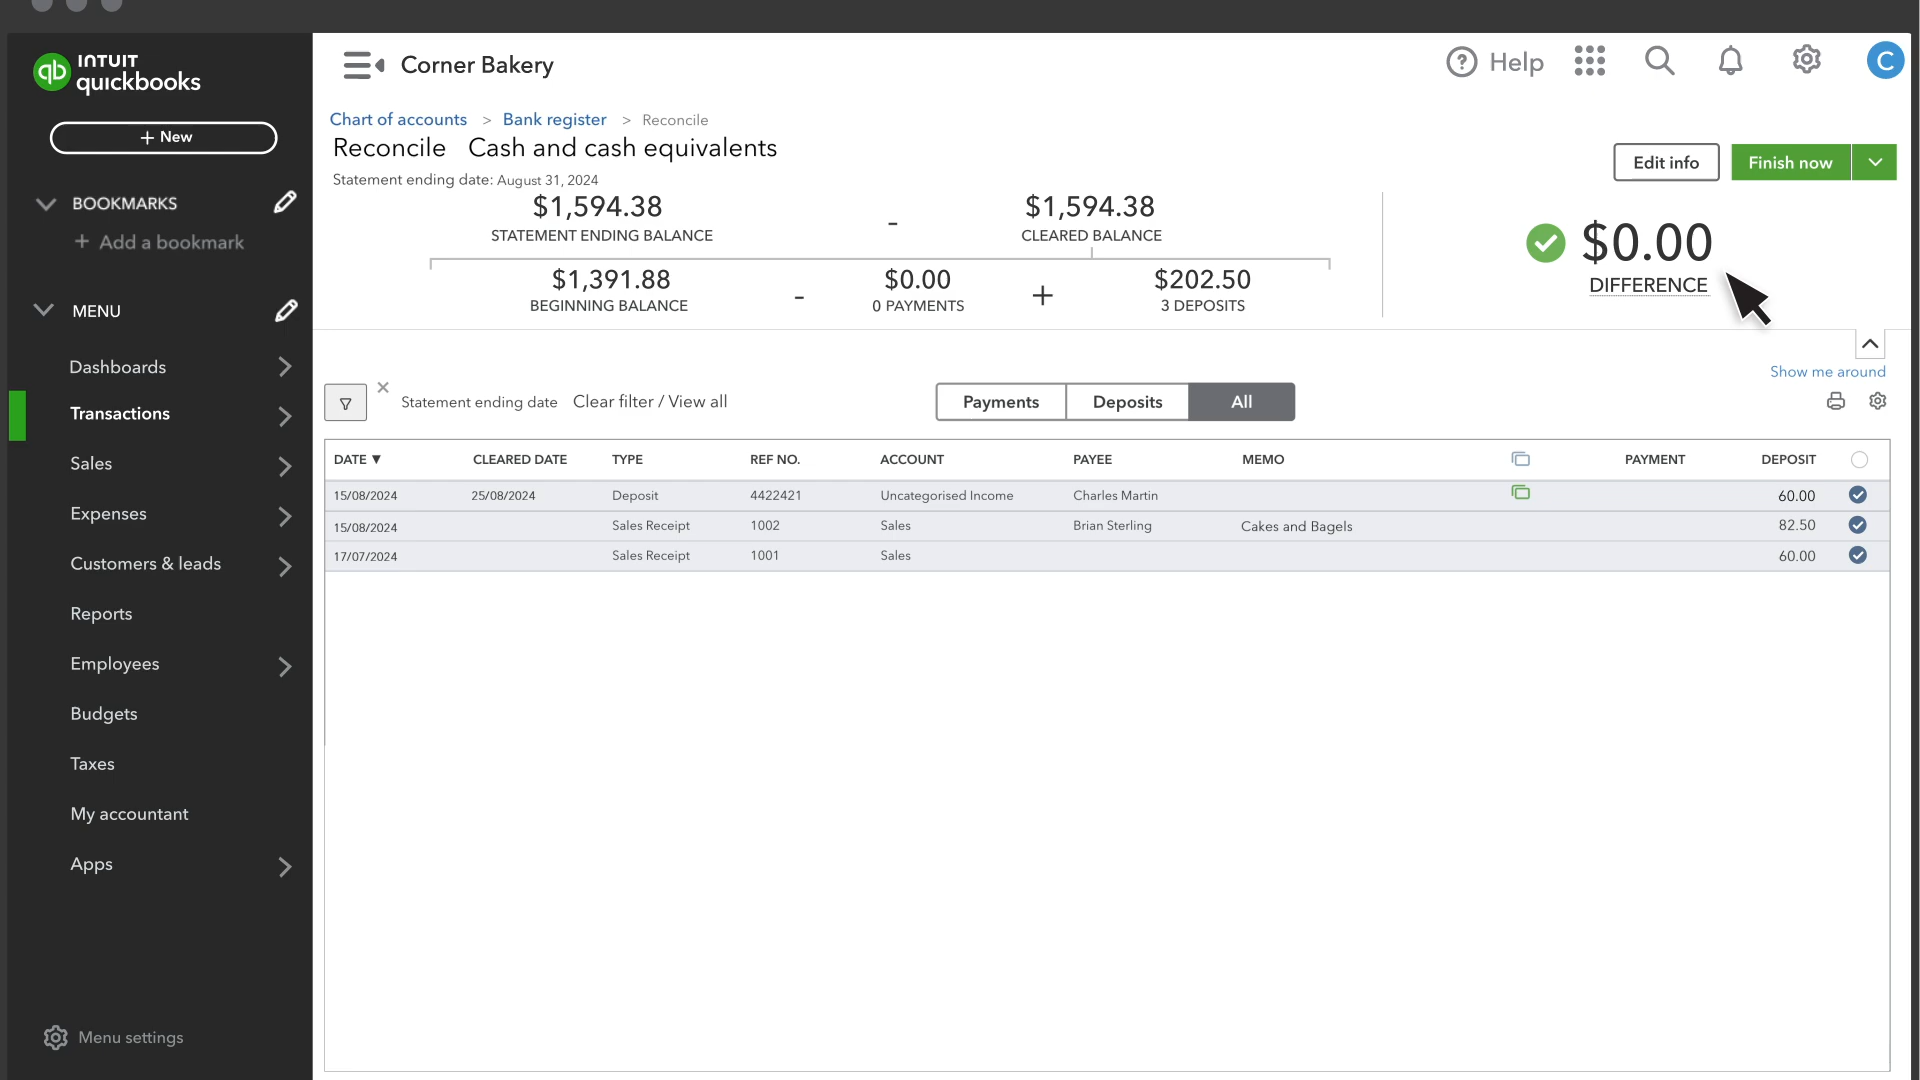 INTUIT
quickbooks
+ New
BOOKMARKS
+ Add a bookmark
MENU
Dashboards
Transactions
Sales
Expenses
Customers & leads
Reports
Employees
Budgets
Taxes
My accountant
Apps
Menu settings
Corner Bakery
? Help
C
Chart of accounts > Bank register > Reconcile
Reconcile Cash and cash equivalents
Statement ending date: August 31, 2024
Edit info
Finish now
$1,594.38 - $1,594.38
STATEMENT ENDING BALANCE CLEARED BALANCE
$1,391.88 - $0.00 + $202.50
BEGINNING BALANCE 0 PAYMENTS 3 DEPOSITS
$0.00
DIFFERENCE
Show me around
Statement ending date Clear filter / View all
Payments Deposits All
DATE ▼ CLEARED DATE TYPE REF NO. ACCOUNT PAYEE MEMO PAYMENT DEPOSIT
15/08/2024 25/08/2024 Deposit 4422421 Uncategorised Income Charles Martin 60.00
15/08/2024 Sales Receipt 1002 Sales Brian Sterling Cakes and Bagels 82.50
17/07/2024 Sales Receipt 1001 Sales 60.00